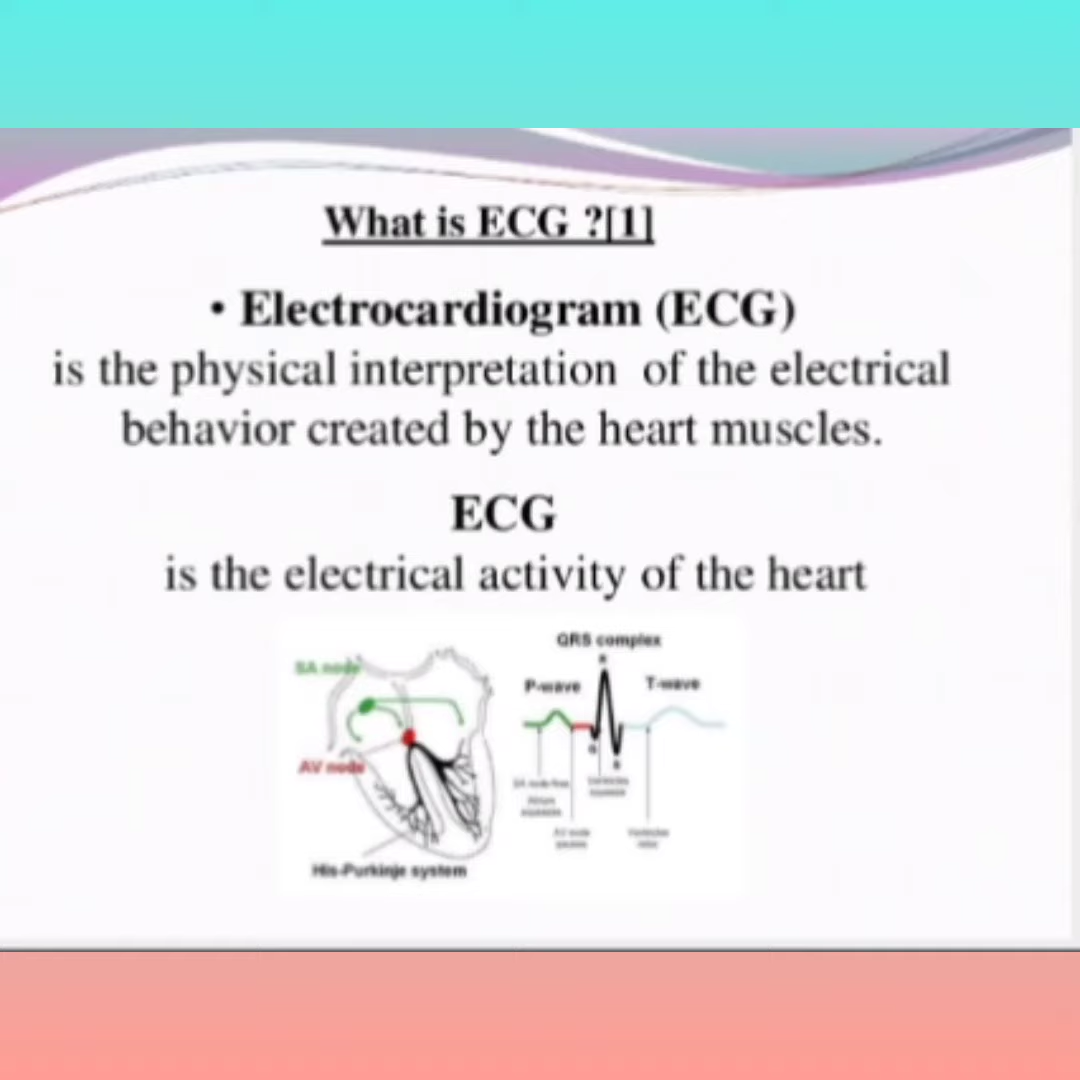 What is ECG ?[1]
• Electrocardiogram (ECG)
is the physical interpretation of the electrical
behavior created by the heart muscles.
ECG
is the electrical activity of the heart
QRS complex
SA node
P-wave
T-wave
R
AV node
His-Purkinje system